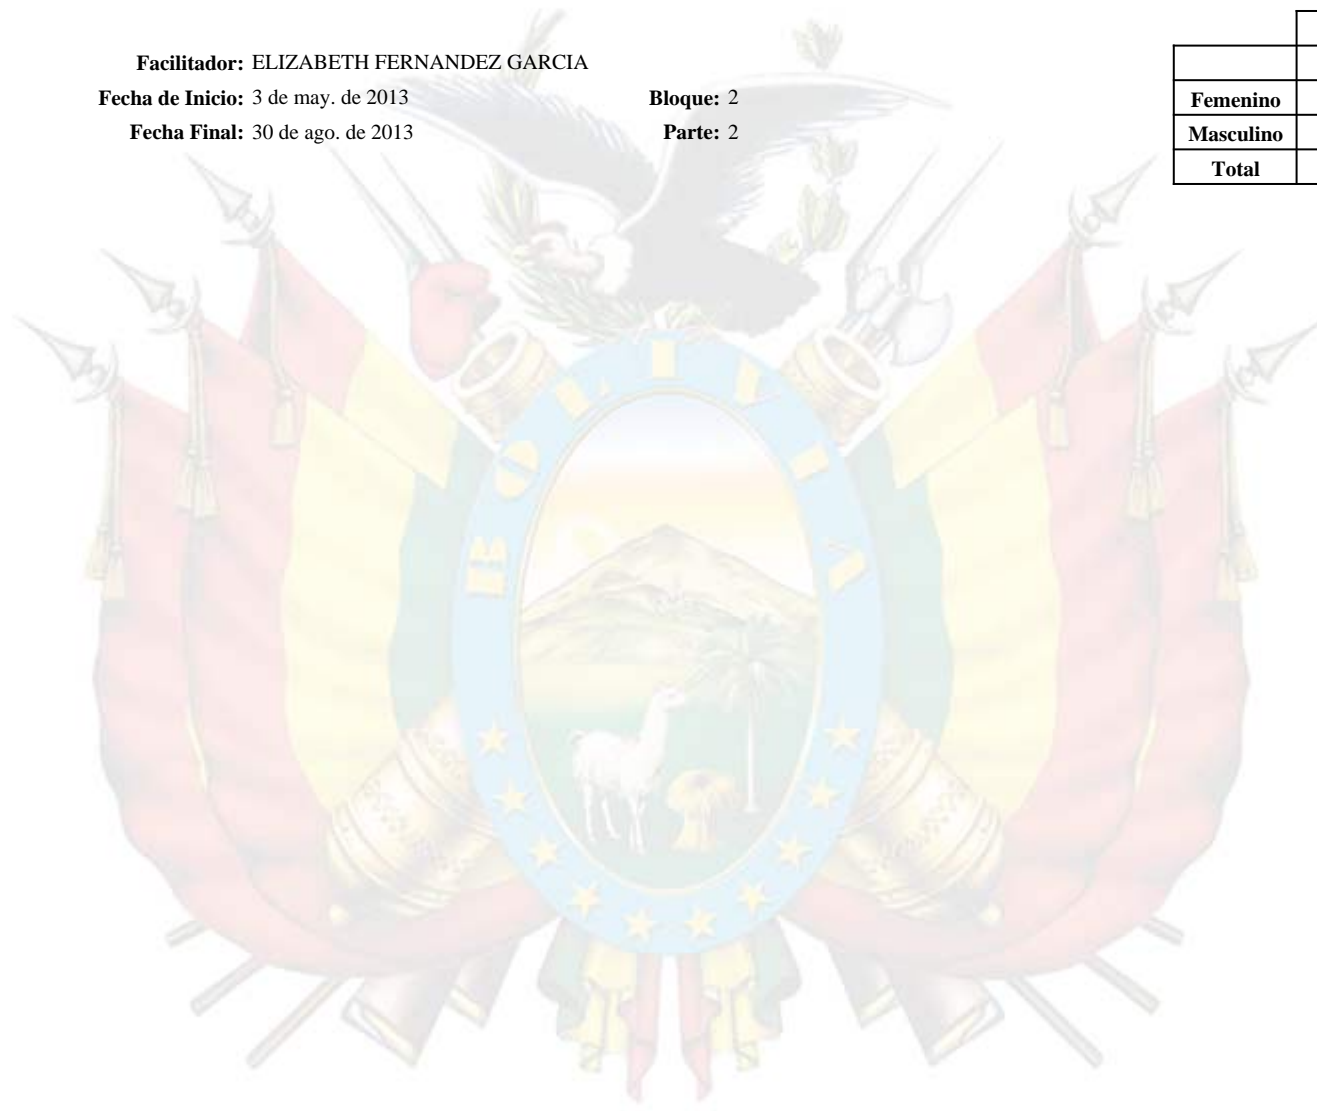 Facilitador: ELIZABETH FERNANDEZ GARCIA
Fecha de Inicio: 3 de may. de 2013 Bloque: 2
Fecha Final: 30 de ago. de 2013 Parte: 2
Femenino
Masculino
Total
BOLIVIA